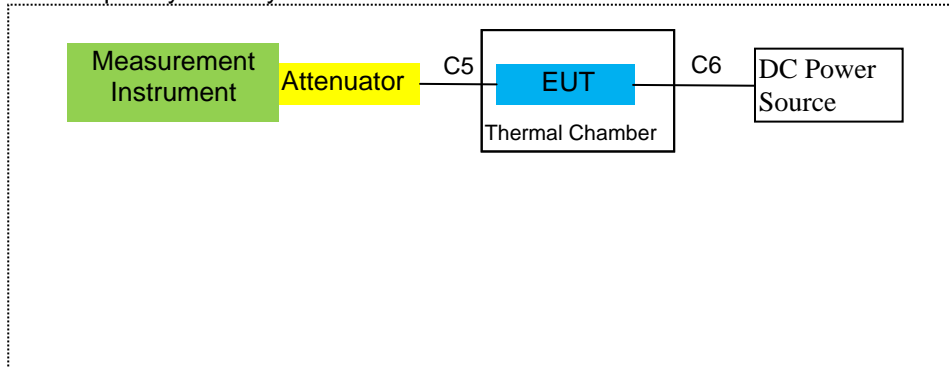 Measurement
Instrument
Attenuator
C5
EUT
Thermal Chamber
C6
DC Power
Source